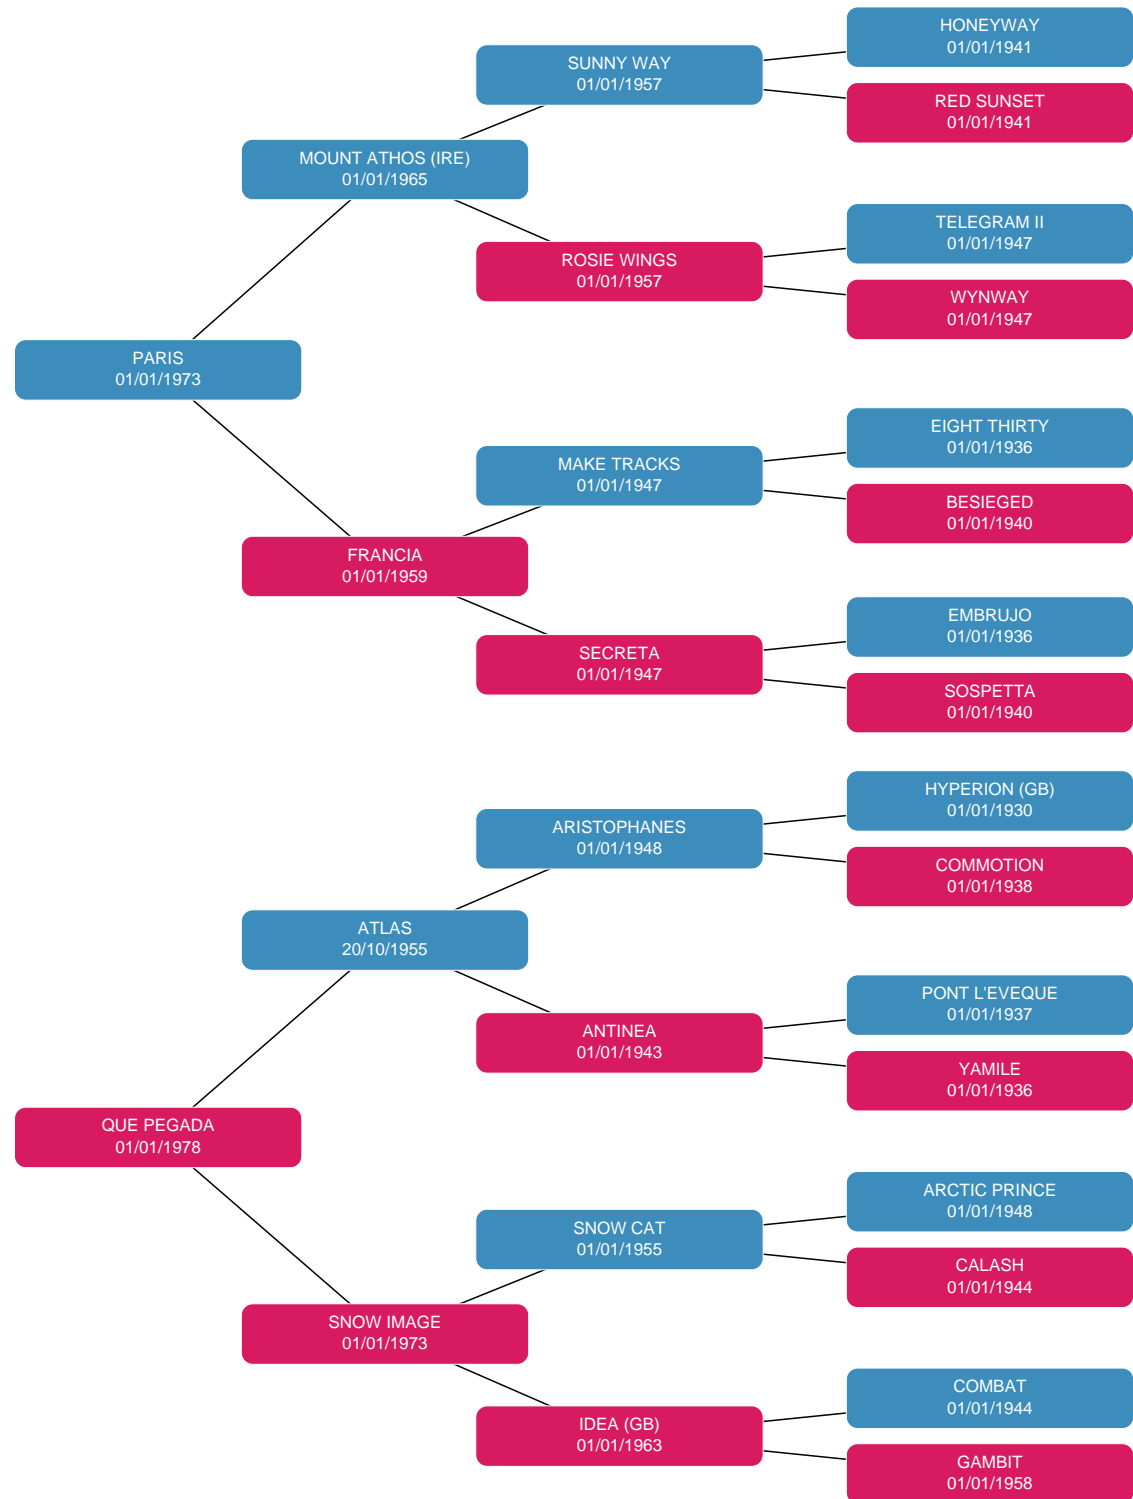 HONEYWAY
01/01/1941
SUNNY WAY
01/01/1957
RED SUNSET
01/01/1941
MOUNT ATHOS (IRE)
01/01/1965
TELEGRAM II
01/01/1947
ROSIE WINGS
01/01/1957
WYNWAY
01/01/1947
PARIS
01/01/1973
EIGHT THIRTY
01/01/1936
MAKE TRACKS
01/01/1947
BESIEGED
01/01/1940
FRANCIA
01/01/1959
EMBRUJO
01/01/1936
SECRETA
01/01/1947
SOSPETTA
01/01/1940
HYPERION (GB)
01/01/1930
ARISTOPHANES
01/01/1948
COMMOTION
01/01/1938
ATLAS
20/10/1955
PONT L'EVEQUE
01/01/1937
ANTINEA
01/01/1943
YAMILE
01/01/1936
QUE PEGADA
01/01/1978
ARCTIC PRINCE
01/01/1948
SNOW CAT
01/01/1955
CALASH
01/01/1944
SNOW IMAGE
01/01/1973
COMBAT
01/01/1944
IDEA (GB)
01/01/1963
GAMBIT
01/01/1958